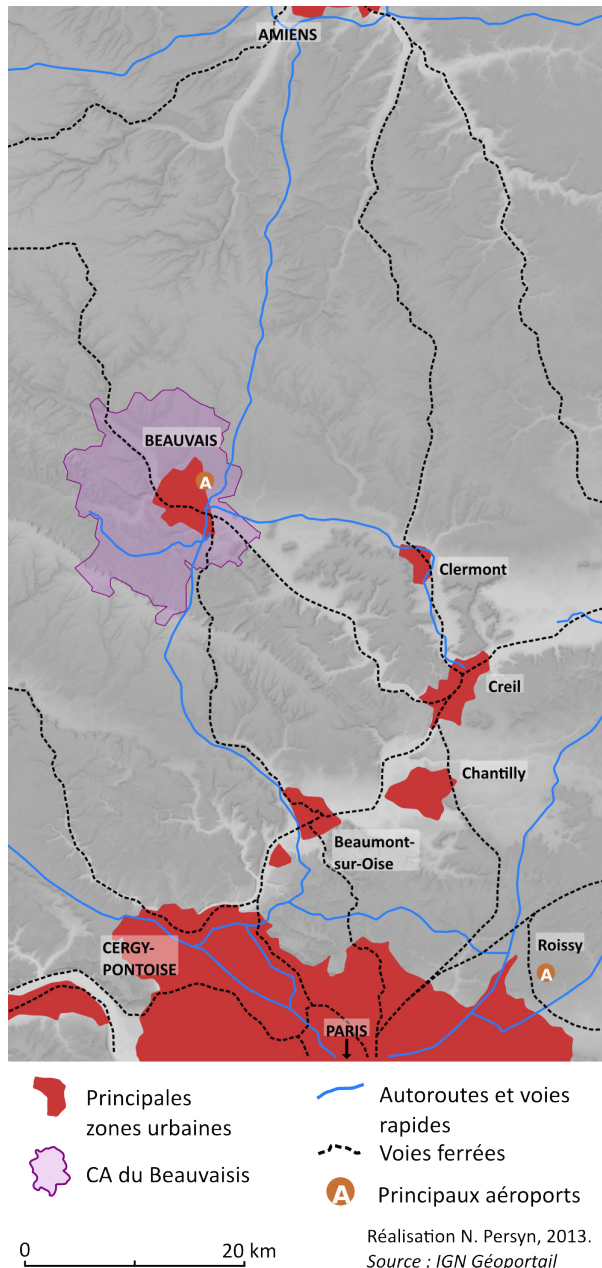 AMIENS
BEAUVAIS
A
Clermont
Creil
Chantilly
Beaumont-
sur-Oise
CERGY-
PONTOISE
Roissy
A
PARIS
Principales
zones urbaines
CA du Beauvaisis
Autoroutes et voies
rapides
Voies ferrées
A
Principaux aéroports
Réalisation N. Persyn, 2013.
Source : IGN Géoportail
0
20 km